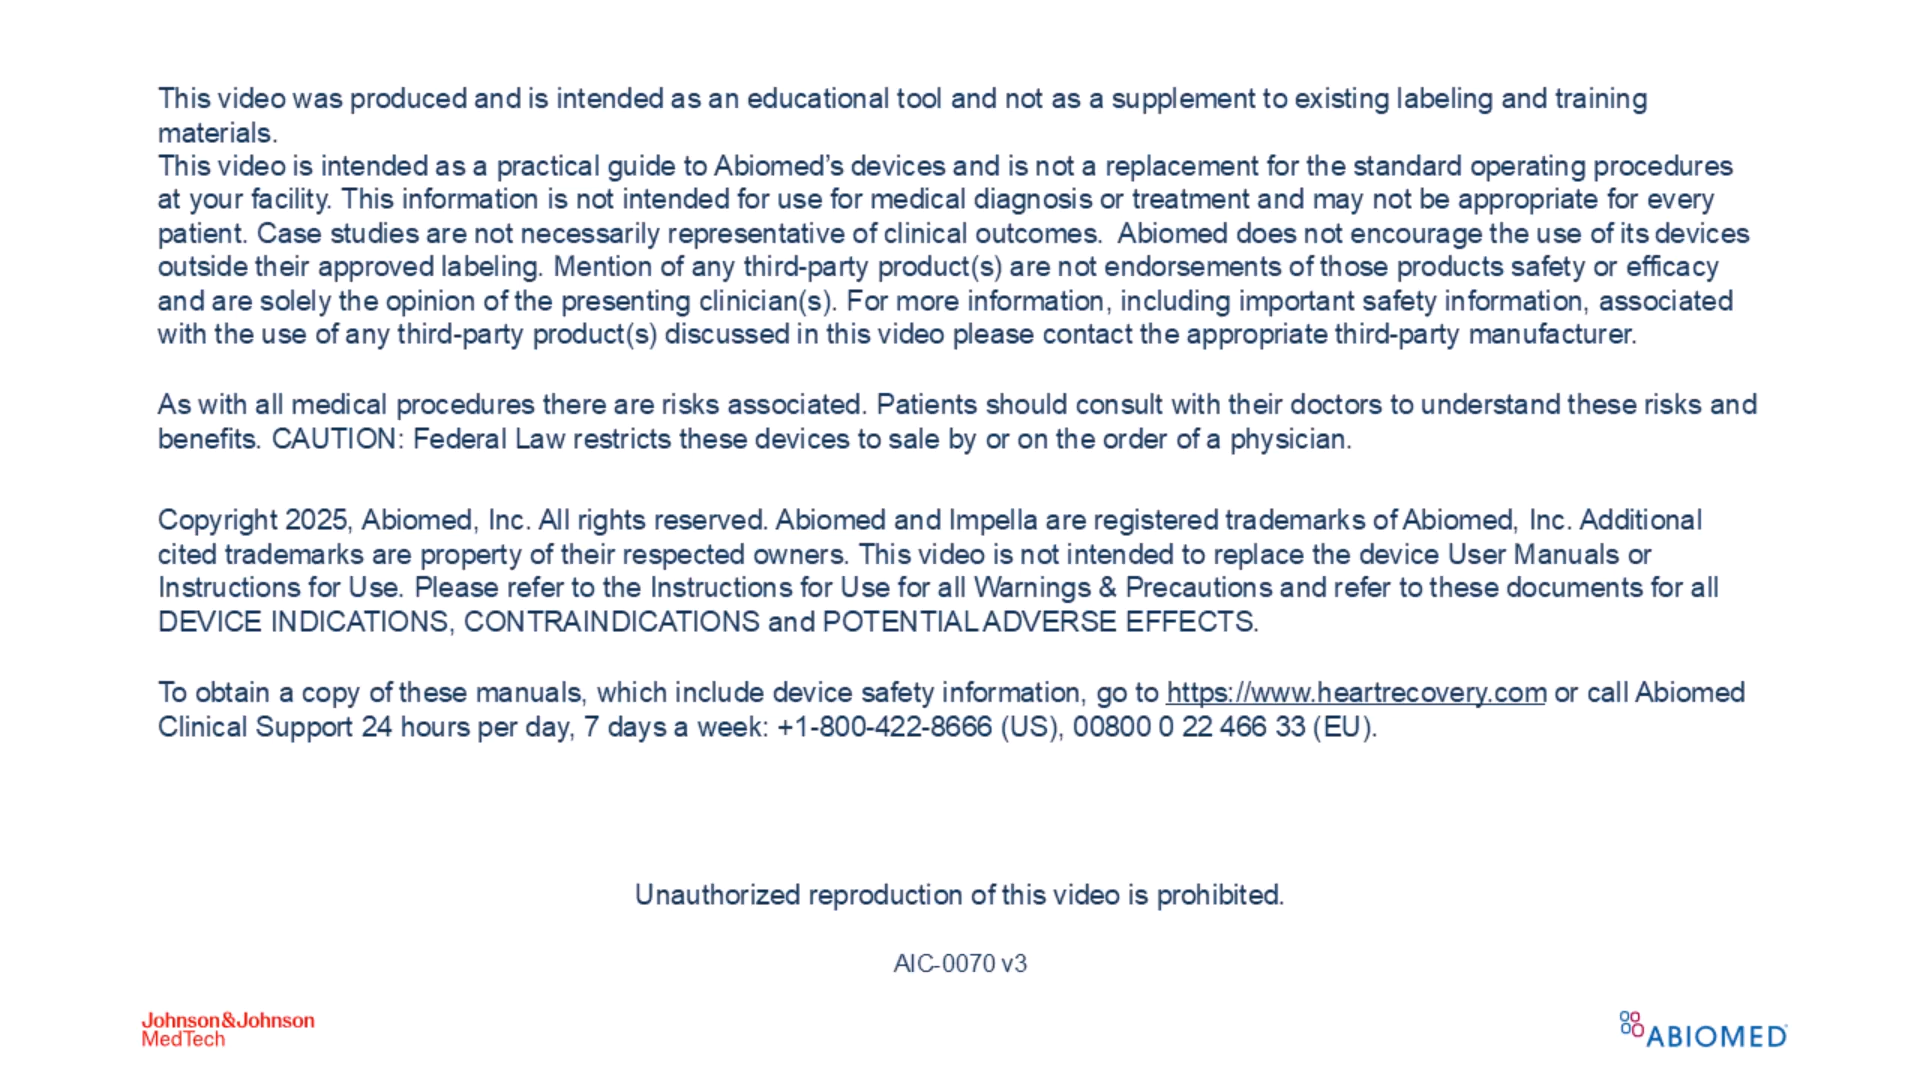 This video was produced and is intended as an educational tool and not as a supplement to existing labeling and training
materials.
This video is intended as a practical guide to Abiomed’s devices and is not a replacement for the standard operating procedures
at your facility. This information is not intended for use for medical diagnosis or treatment and may not be appropriate for every
patient. Case studies are not necessarily representative of clinical outcomes.  Abiomed does not encourage the use of its devices
outside their approved labeling. Mention of any third-party product(s) are not endorsements of those products safety or efficacy
and are solely the opinion of the presenting clinician(s). For more information, including important safety information, associated
with the use of any third-party product(s) discussed in this video please contact the appropriate third-party manufacturer.
As with all medical procedures there are risks associated. Patients should consult with their doctors to understand these risks and
benefits. CAUTION: Federal Law restricts these devices to sale by or on the order of a physician.
Copyright 2025, Abiomed, Inc. All rights reserved. Abiomed and Impella are registered trademarks of Abiomed, Inc. Additional
cited trademarks are property of their respected owners. This video is not intended to replace the device User Manuals or
Instructions for Use. Please refer to the Instructions for Use for all Warnings & Precautions and refer to these documents for all
DEVICE INDICATIONS, CONTRAINDICATIONS and POTENTIAL ADVERSE EFFECTS.
To obtain a copy of these manuals, which include device safety information, go to https://www.heartrecovery.com or call Abiomed
Clinical Support 24 hours per day, 7 days a week: +1-800-422-8666 (US), 00800 0 22 466 33 (EU).
Unauthorized reproduction of this video is prohibited.
AIC-0070 v3
Johnson&Johnson
MedTech
ABIOMED